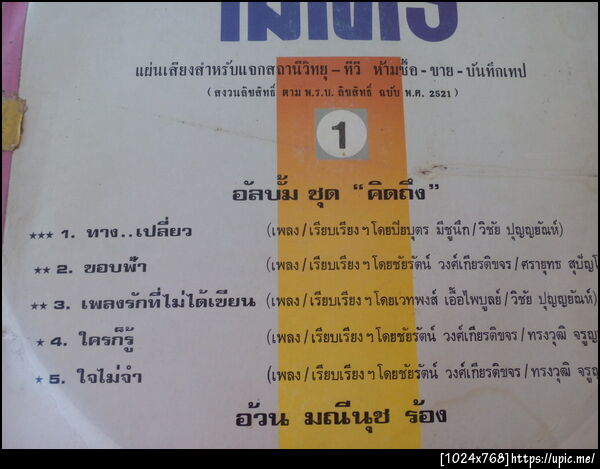 แผ่นเสียงสำหรับแจกสถานีวิทยุ - ทีวี ห้ามซื้อ - ขาย - บันทึกเทป
( สงวนลิขสิทธิ์ ตาม พ.ร.บ. ลิขสิทธิ์ ฉบับ พ.ศ. 2521 )
1
อัลบั้ม ชุด “คิดถึง”
★★★ 1. ทาง..เปลี่ยว (เพลง/เรียบเรียงฯโดยปิยบุตร มีชูนึก/วิชัย ปุญญยัณห์)
★★ 2. ขอบฟ้า (เพลง/เรียบเรียงฯโดยชัยรัตน์ วงศ์เกียรติขจร/ศรายุทธ
★★ 3. เพลงรักที่ไม่ได้เขียน (เพลง/เรียบเรียงฯโดยเวทพงส์ เอื้อไพบูลย์/วิชัย ปุญญยัณห์)
★ 4. ใครก็รู้ (เพลง/เรียบเรียงฯโดยชัยรัตน์ วงศ์เกียรติขจร/ทรงวุฒิ จรูญ
★ 5. ใจไม่จำ (เพลง/เรียบเรียงฯโดยชัยรัตน์ วงศ์เกียรติขจร/ทรงวุฒิ จรูญ
อ้วน มณีนุช ร้อง
[1024x768]https://upic.me/